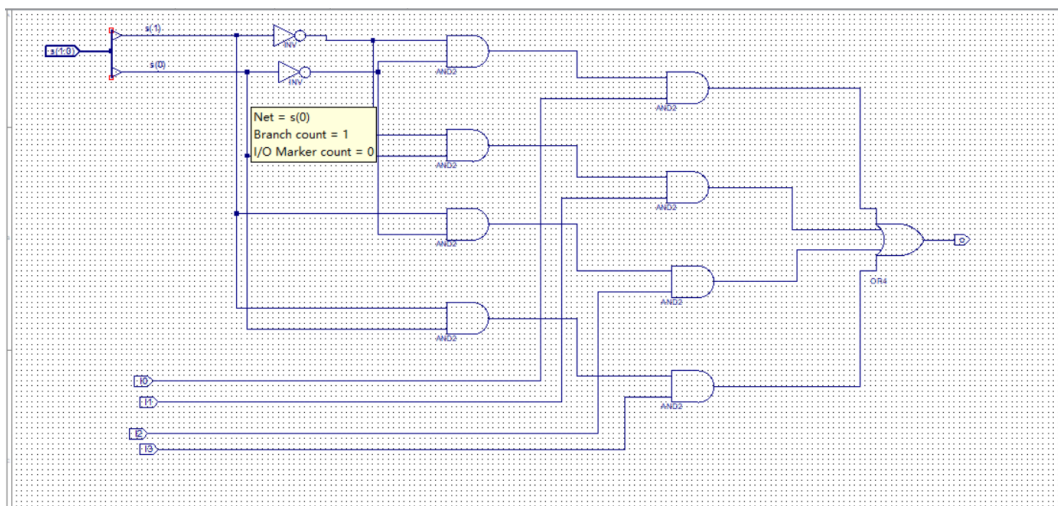 s(1:0)
s(1)
INV
AND2
s(0)
INV
AND2
Net = s(0)
Branch count = 1
I/O Marker count = 0
AND2
AND2
AND2
OR4
AND2
AND2
I0
I1
AND2
I2
I3
o